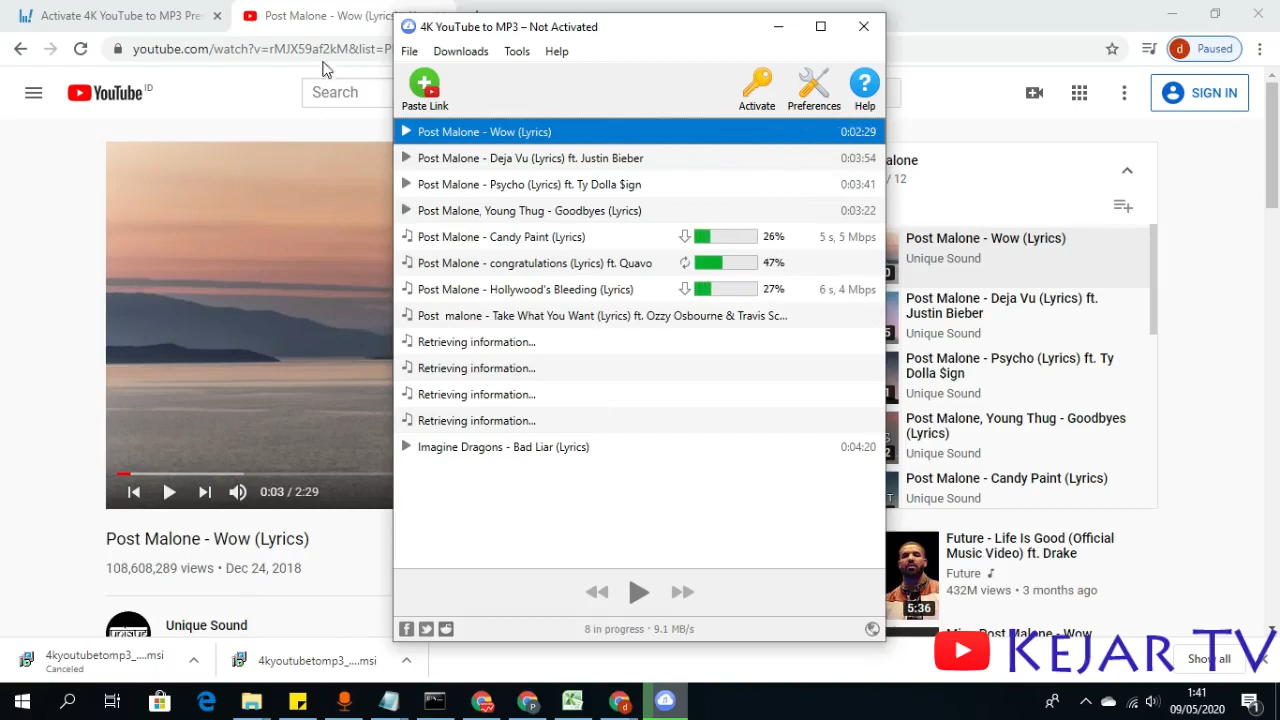 Activate 4K YouTube to MP3 Pre
Post Malone - Wow (Lyrics)
4K YouTube to MP3 – Not Activated
Paused
youtube.com/watch?v=rMJX59af2kM&list=P
File Downloads Tools Help
YouTube ID
Search
SIGN IN
Paste Link
Activate
Preferences
Help
Post Malone - Wow (Lyrics) 0:02:29
Post Malone - Deja Vu (Lyrics) ft. Justin Bieber 0:03:54
Post Malone - Psycho (Lyrics) ft. Ty Dolla $ign 0:03:41
Post Malone, Young Thug - Goodbyes (Lyrics) 0:03:22
Post Malone - Candy Paint (Lyrics) 26% 5 s, 5 Mbps
Post Malone - congratulations (Lyrics) ft. Quavo 47%
Post Malone - Hollywood's Bleeding (Lyrics) 27% 6 s, 4 Mbps
Post malone - Take What You Want (Lyrics) ft. Ozzy Osbourne & Travis Sc...
Retrieving information...
Retrieving information...
Retrieving information...
Retrieving information...
Imagine Dragons - Bad Liar (Lyrics) 0:04:20
8 in progress · 9.1 MB/s
alone
/ 12
Post Malone - Wow (Lyrics)
Unique Sound
Post Malone - Deja Vu (Lyrics) ft.
Justin Bieber
Unique Sound
Post Malone - Psycho (Lyrics) ft. Ty
Dolla $ign
Unique Sound
Post Malone, Young Thug - Goodbyes
(Lyrics)
Unique Sound
Post Malone - Candy Paint (Lyrics)
Unique Sound
0:03 / 2:29
Post Malone - Wow (Lyrics)
108,608,289 views • Dec 24, 2018
Unique Sound
Future - Life Is Good (Official
Music Video) ft. Drake
Future
432M views • 3 months ago
5:36
Post Malone - Wow
4kyoutubetomp3_....msi
Canceled
4kyoutubetomp3_....msi
Show all
KEJAR TV
1:41
09/05/2020